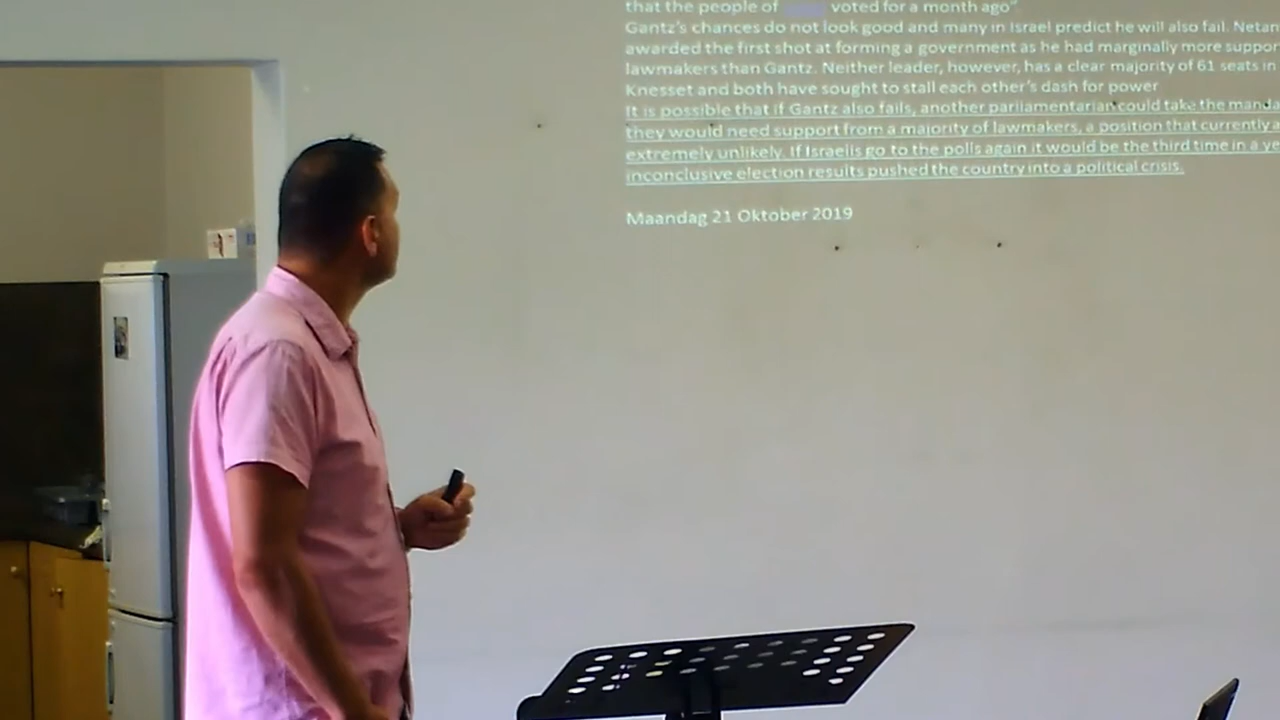 that the people of voted for a month ago"
Gantz's chances do not look good and many in Israel predict he will also fail. Netan
awarded the first shot at forming a government as he had marginally more suppor
lawmakers than Gantz. Neither leader, however, has a clear majority of 61 seats in
Knesset and both have sought to stall each other's dash for power
It is possible that if Gantz also fails, another parliamentarian could take the manda
they would need support from a majority of lawmakers, a position that currently a
extremely unlikely. If Israelis go to the polls again it would be the third time in a ye
inconclusive election results pushed the country into a political crisis.
Maandag 21 Oktober 2019